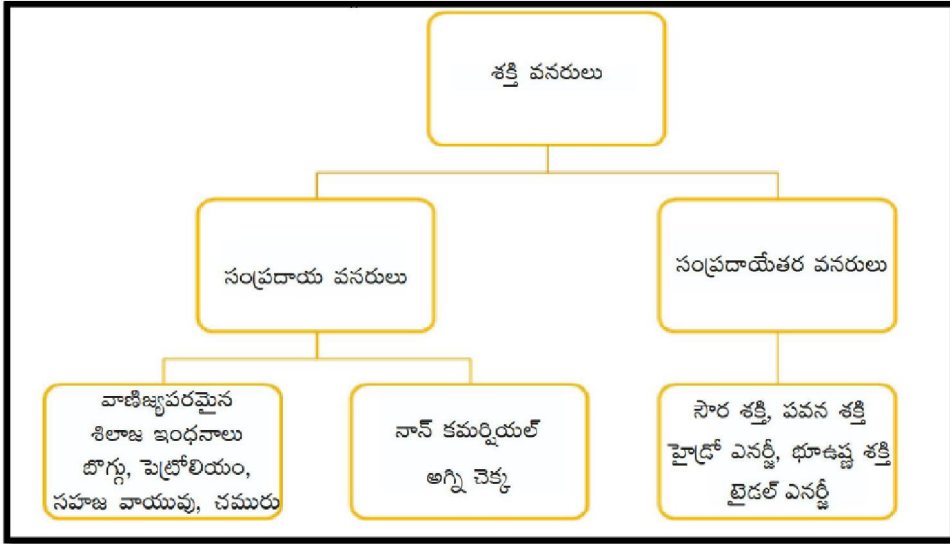 శక్తి వనరులు
సంప్రదాయ వనరులు
సంప్రదాయేతర వనరులు
వాణిజ్యపరమైన
శిలాజ ఇంధనాలు
బొగ్గు, పెట్రోలియం,
సహజ వాయువు, చమురు
నాన్ కమర్షియల్
అగ్ని చెక్క
సౌర శక్తి, పవన శక్తి
హైడ్రో ఎనర్జీ, భూఉష్ణ శక్తి
టైడల్ ఎనర్జీ